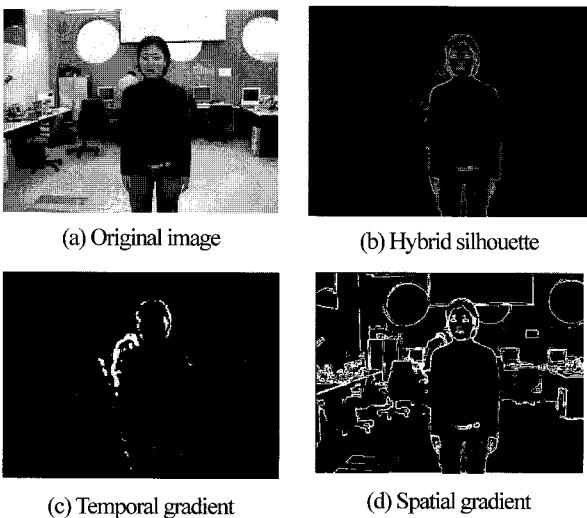 (a) Original image
(b) Hybrid silhouette
(c) Temporal gradient
(d) Spatial gradient